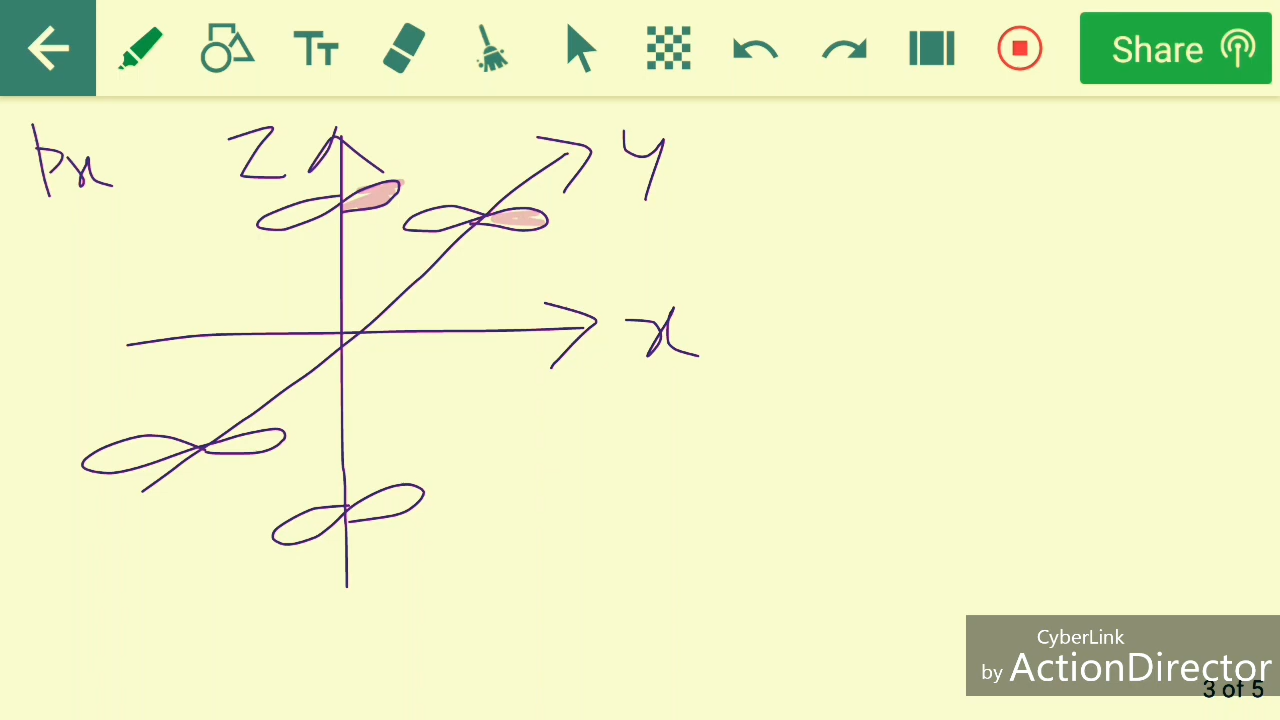 Share
px Z Y
x
CyberLink
by ActionDirector
3 of 5